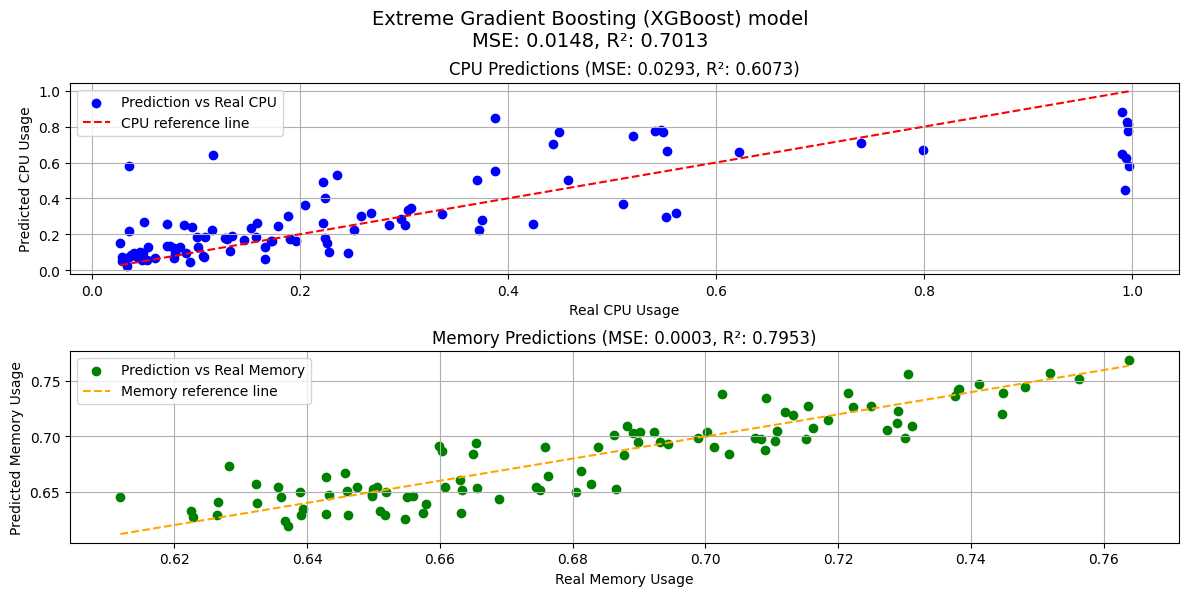 Extreme Gradient Boosting (XGBoost) model
MSE: 0.0148, R²: 0.7013
CPU Predictions (MSE: 0.0293, R²: 0.6073)
Predicted CPU Usage
1.0
0.8
0.6
0.4
0.2
0.0
Prediction vs Real CPU
CPU reference line
0.0 0.2 0.4 0.6 0.8 1.0
Real CPU Usage
Memory Predictions (MSE: 0.0003, R²: 0.7953)
Predicted Memory Usage
0.75
0.70
0.65
Prediction vs Real Memory
Memory reference line
0.62 0.64 0.66 0.68 0.70 0.72 0.74 0.76
Real Memory Usage